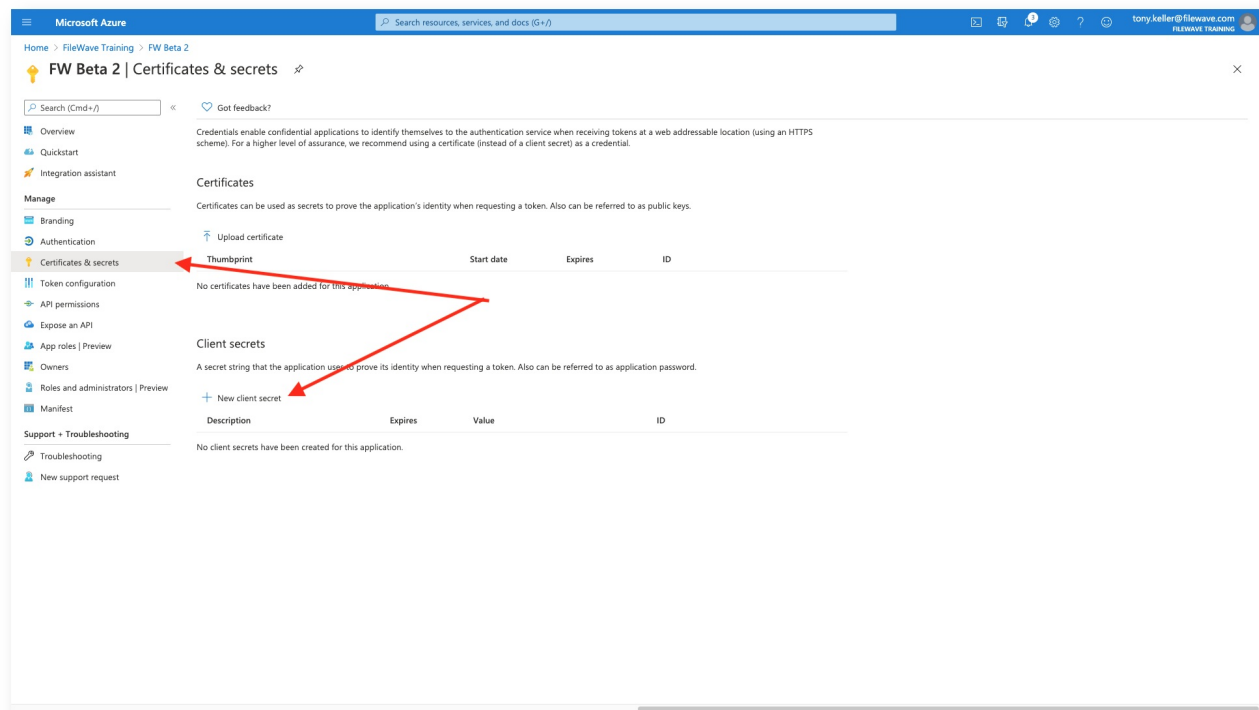 Microsoft Azure
Search resources, services, and docs (G+/)
3
?
tony.keller@filewave.com
FILEWAVE TRAINING
Home > FileWave Training > FW Beta 2
FW Beta 2 | Certificates & secrets
Search (Cmd+/)
«
Got feedback?
Overview
Quickstart
Integration assistant
Manage
Branding
Authentication
Certificates & secrets
Token configuration
API permissions
Expose an API
App roles | Preview
Owners
Roles and administrators | Preview
Manifest
Support + Troubleshooting
Troubleshooting
New support request
Credentials enable confidential applications to identify themselves to the authentication service when receiving tokens at a web addressable location (using an HTTPS
scheme). For a higher level of assurance, we recommend using a certificate (instead of a client secret) as a credential.
Certificates
Certificates can be used as secrets to prove the application's identity when requesting a token. Also can be referred to as public keys.
Upload certificate
Thumbprint Start date Expires ID
No certificates have been added for this application.
Client secrets
A secret string that the application uses to prove its identity when requesting a token. Also can be referred to as application password.
New client secret
Description Expires Value ID
No client secrets have been created for this application.